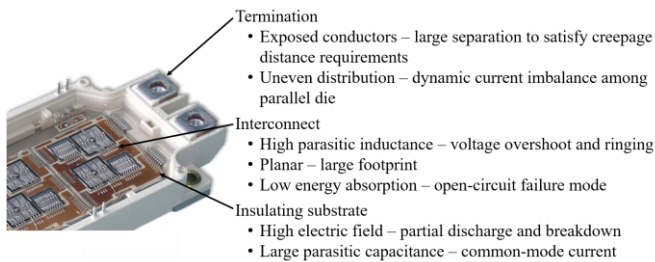 Termination
• Exposed conductors – large separation to satisfy creepage
distance requirements
• Uneven distribution – dynamic current imbalance among
parallel die
Interconnect
• High parasitic inductance – voltage overshoot and ringing
• Planar – large footprint
• Low energy absorption – open-circuit failure mode
Insulating substrate
• High electric field – partial discharge and breakdown
• Large parasitic capacitance – common-mode current